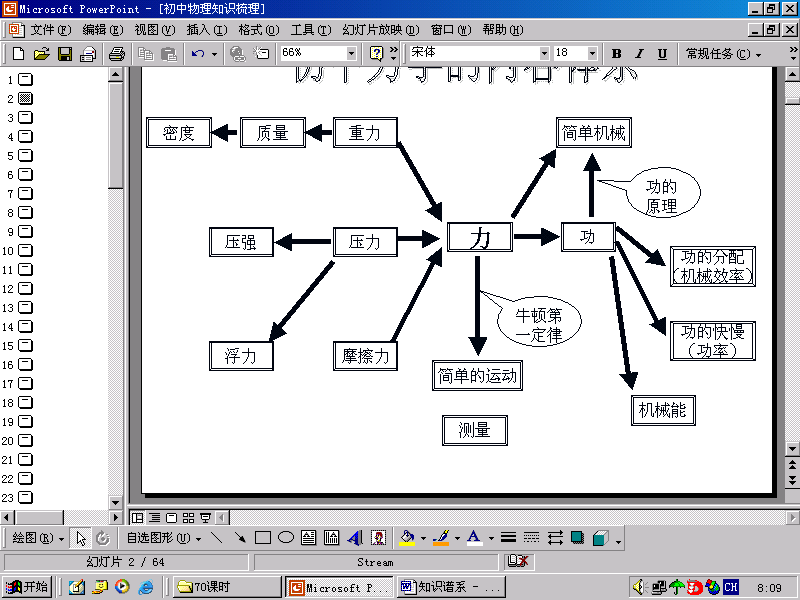 Microsoft PowerPoint - [初中物理知识梳理]
文件(F) 编辑(E) 视图(V) 插入(I) 格式(O) 工具(T) 幻灯片放映(D) 窗口(W) 帮助(H)
66% 宋体 18 B I U 常规任务(C)
1
2
3
4
5
6
7
8
9
10
11
12
13
14
15
16
17
18
19
20
21
22
23
密度 质量 重力 简单机械
功的
原理
压强 压力 力 功
功的分配
(机械效率)
牛顿第
一定律
功的快慢
(功率)
浮力 摩擦力
简单的运动
机械能
测量
绘图(R) 自选图形(U)
幻灯片 2 / 64 Stream
开始 70课时 Microsoft P... 知识谱系 - ... CH 8:09